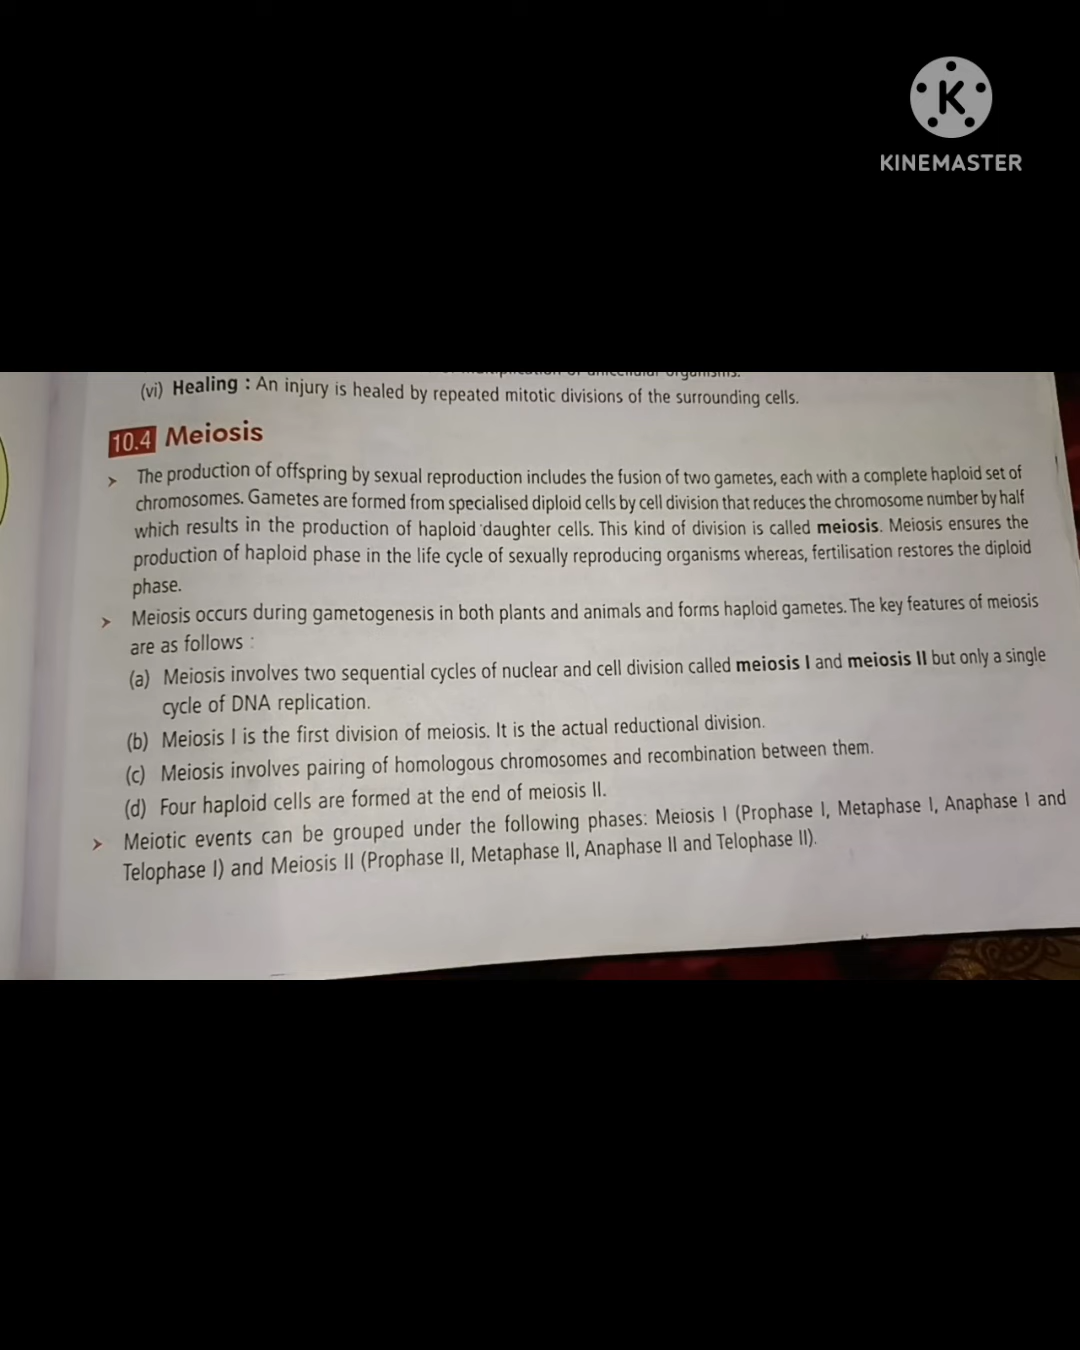 KINEMASTER
(vi) Healing : An injury is healed by repeated mitotic divisions of the surrounding cells.
10.4 Meiosis
➤ The production of offspring by sexual reproduction includes the fusion of two gametes, each with a complete haploid set of
chromosomes. Gametes are formed from specialised diploid cells by cell division that reduces the chromosome number by half
which results in the production of haploid daughter cells. This kind of division is called meiosis. Meiosis ensures the
production of haploid phase in the life cycle of sexually reproducing organisms whereas, fertilisation restores the diploid
phase.
➤ Meiosis occurs during gametogenesis in both plants and animals and forms haploid gametes. The key features of meiosis
are as follows :
(a) Meiosis involves two sequential cycles of nuclear and cell division called meiosis I and meiosis II but only a single
cycle of DNA replication.
(b) Meiosis I is the first division of meiosis. It is the actual reductional division.
(c) Meiosis involves pairing of homologous chromosomes and recombination between them.
(d) Four haploid cells are formed at the end of meiosis II.
➤ Meiotic events can be grouped under the following phases: Meiosis I (Prophase I, Metaphase I, Anaphase I and
Telophase I) and Meiosis II (Prophase II, Metaphase II, Anaphase II and Telophase II).